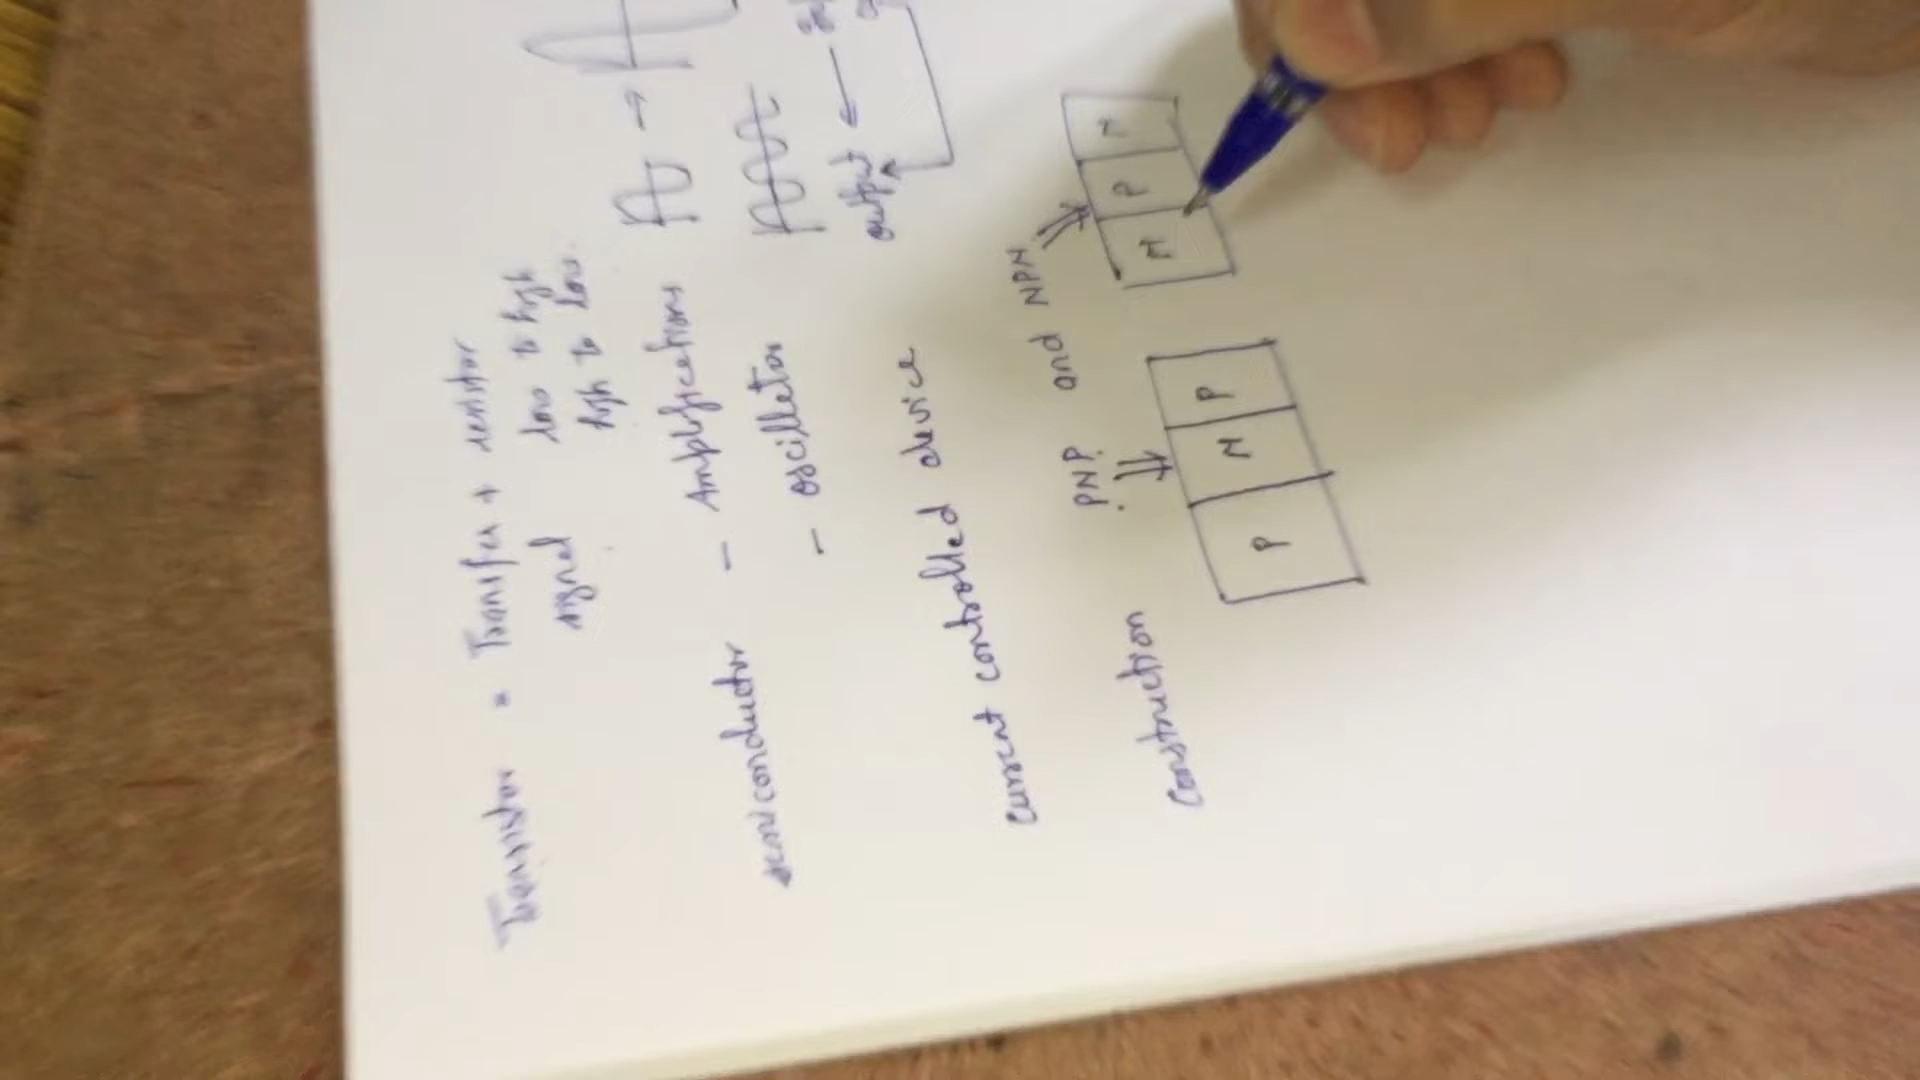 Transistor = Transfer + resistor
signal low to high
high to low
semiconductor - Amplifications
- oscillator
output ←
current controlled device
PNP and NPN
construction
P N P
N P N